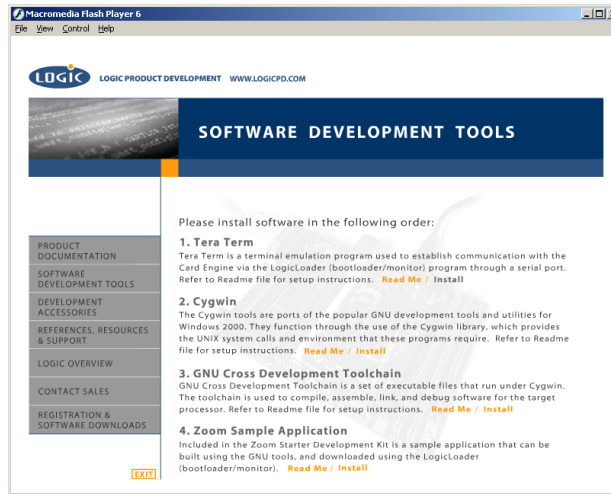 Macromedia Flash Player 6
File View Control Help
LOGIC LOGIC PRODUCT DEVELOPMENT WWW.LOGICPD.COM
SOFTWARE DEVELOPMENT TOOLS
Please install software in the following order:
1. Tera Term
Tera Term is a terminal emulation program used to establish communication with the
Card Engine via the LogicLoader (bootloader/monitor) program through a serial port.
Refer to Readme file for setup instructions. Read Me / Install
2. Cygwin
The Cygwin tools are ports of the popular GNU development tools and utilities for
Windows 2000. They function through the use of the Cygwin library, which provides
the UNIX system calls and environment that these programs require. Refer to Readme
file for setup instructions. Read Me / Install
3. GNU Cross Development Toolchain
GNU Cross Development Toolchain is a set of executable files that run under Cygwin.
The toolchain is used to compile, assemble, link, and debug software for the target
processor. Refer to Readme file for setup instructions. Read Me / Install
4. Zoom Sample Application
Included in the Zoom Starter Development Kit is a sample application that can be
built using the GNU tools, and downloaded using the LogicLoader
(bootloader/monitor). Read Me / Install
PRODUCT
DOCUMENTATION
SOFTWARE
DEVELOPMENT TOOLS
DEVELOPMENT
ACCESSORIES
REFERENCES, RESOURCES
& SUPPORT
LOGIC OVERVIEW
CONTACT SALES
REGISTRATION &
SOFTWARE DOWNLOADS
EXIT